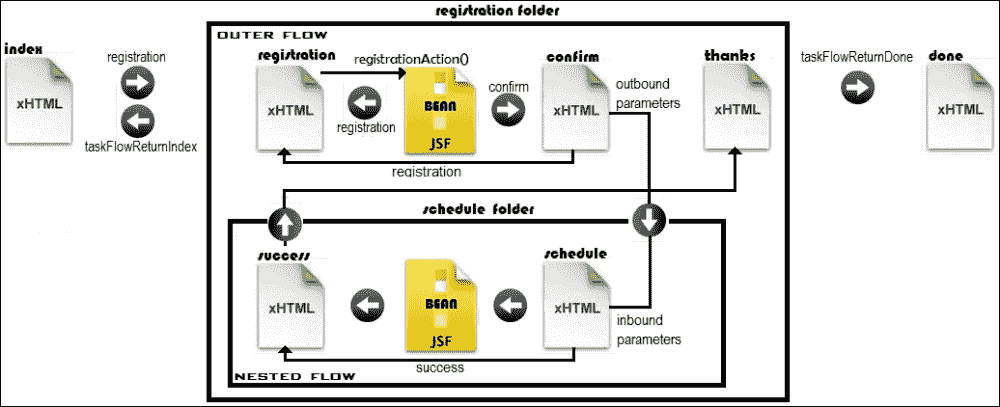 registration folder
OUTER FLOW
index
registration
taskFlowReturnIndex
xHTML
registration
registrationAction()
xHTML
registration
BEAN
JSF
confirm
confirm
xHTML
outbound
parameters
registration
thanks
xHTML
taskFlowReturnDone
done
xHTML
schedule folder
success
xHTML
BEAN
JSF
schedule
xHTML
inbound
parameters
success
NESTED FLOW